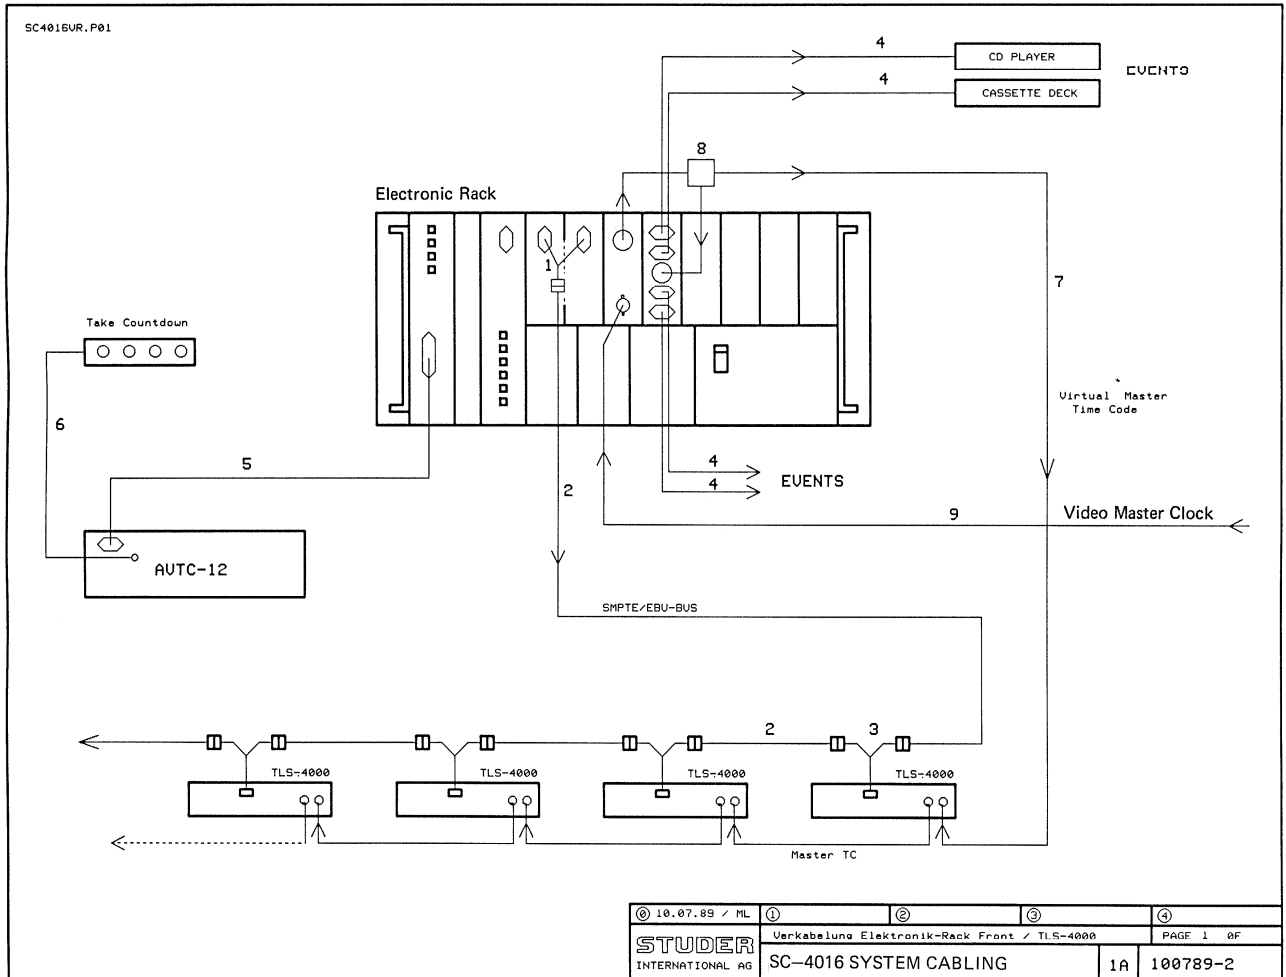 SC4016VR.P01
4
CD PLAYER
EVENTS
4
CASSETTE DECK
8
Electronic Rack
1
7
Take Countdown
Virtual Master
Time Code
6
5
2
4
EVENTS
4
9
Video Master Clock
AVTC-12
SMPTE/EBU-BUS
2
3
TLS-4000
TLS-4000
TLS-4000
TLS-4000
Master TC
0 10.07.89 / ML
1
2
3
4
STUDER
INTERNATIONAL AG
Verkabelung Elektronik-Rack Front / TLS-4000
PAGE 1 OF
SC-4016 SYSTEM CABLING
1A
100789-2